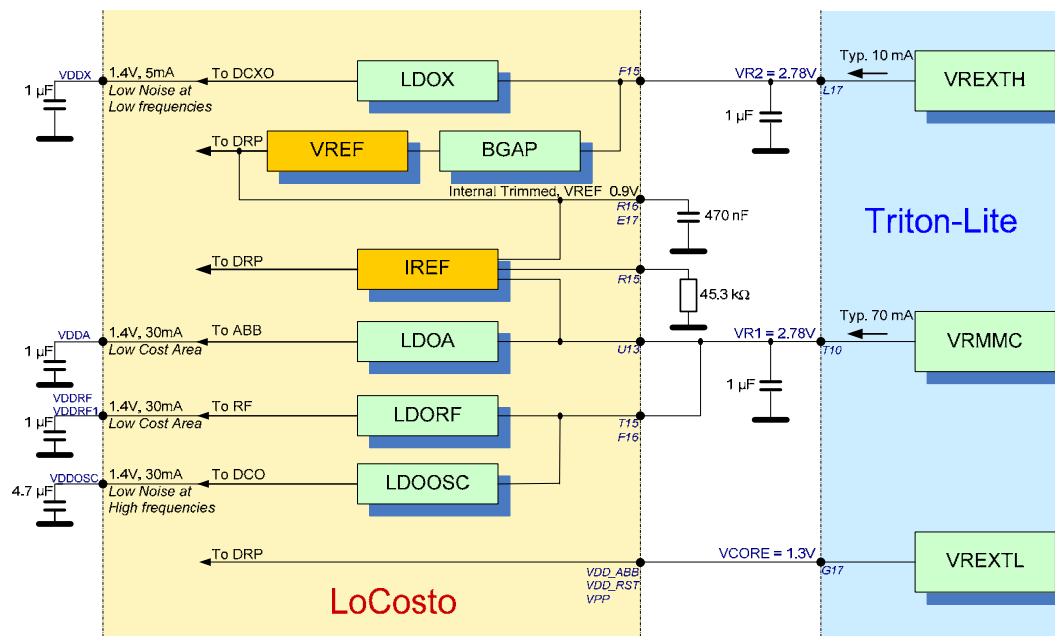 VDDX
1.4V, 5mA
Low Noise at
Low frequencies
1 µF
To DCXO
LDOX
F15
VR2 = 2.78V
L17
Typ. 10 mA
VREXTH
1 µF
To DRP
VREF
BGAP
Internal Trimmed, VREF 0.9V
R16
E17
470 nF
Triton-Lite
To DRP
IREF
R15
45.3 kΩ
VDDA
1.4V, 30mA
Low Cost Area
1 µF
To ABB
LDOA
U13
VR1 = 2.78V
T10
Typ. 70 mA
VRMMC
1 µF
VDDRF
VDDRF1
1.4V, 30mA
Low Cost Area
1 µF
To RF
LDORF
T15
F16
VDDOSC
1.4V, 30mA
Low Noise at
High frequencies
4.7 µF
To DCO
LDOOSC
To DRP
VDD_ABB
VDD_RST
VPP
VCORE = 1.3V
G17
VREXTL
LoCosto